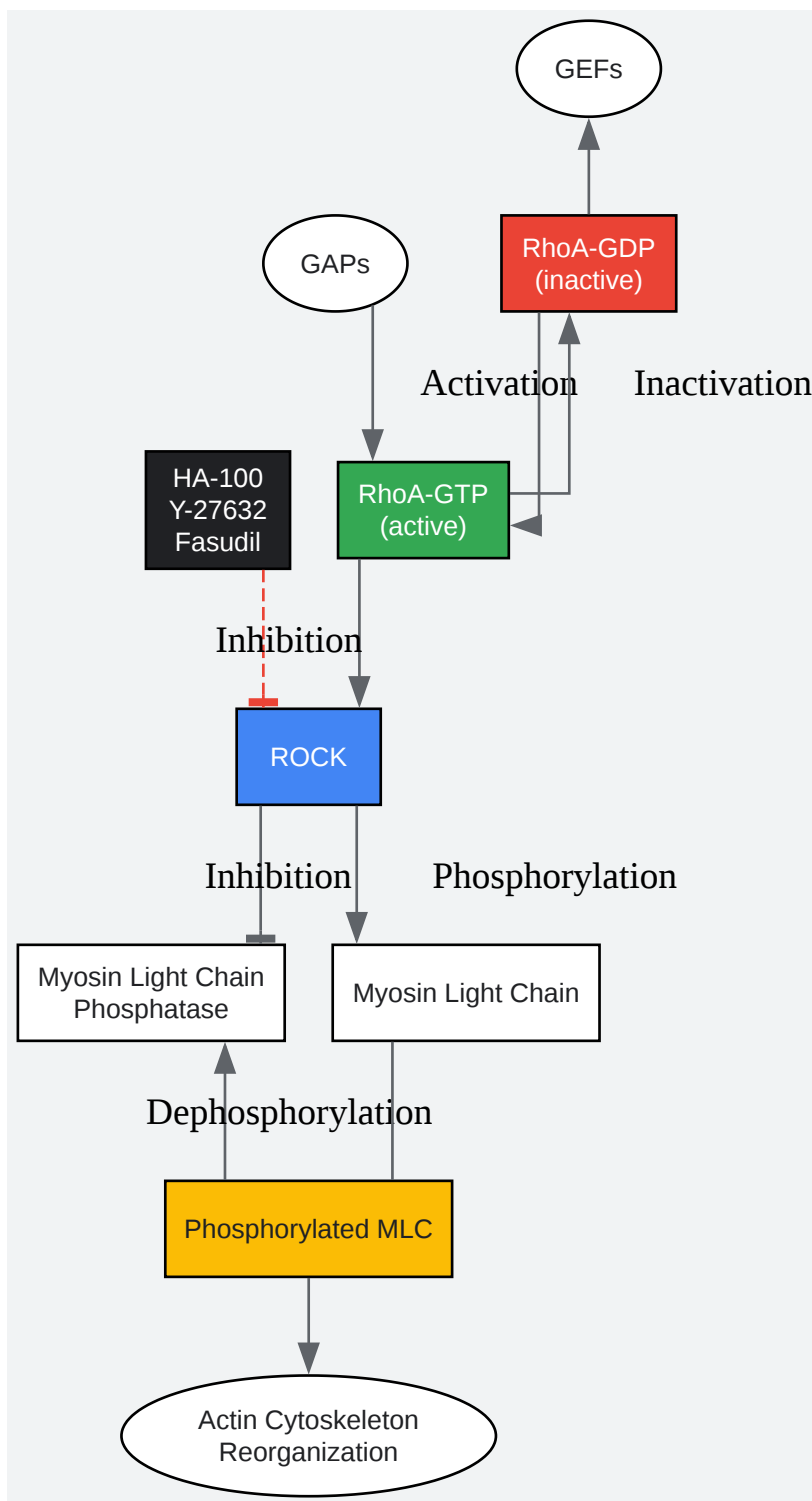 GEFs
GAPs
RhoA-GDP
(inactive)
Activation
Inactivation
HA-100
Y-27632
Fasudil
RhoA-GTP
(active)
Inhibition
ROCK
Inhibition
Phosphorylation
Myosin Light Chain
Phosphatase
Myosin Light Chain
Dephosphorylation
Phosphorylated MLC
Actin Cytoskeleton
Reorganization